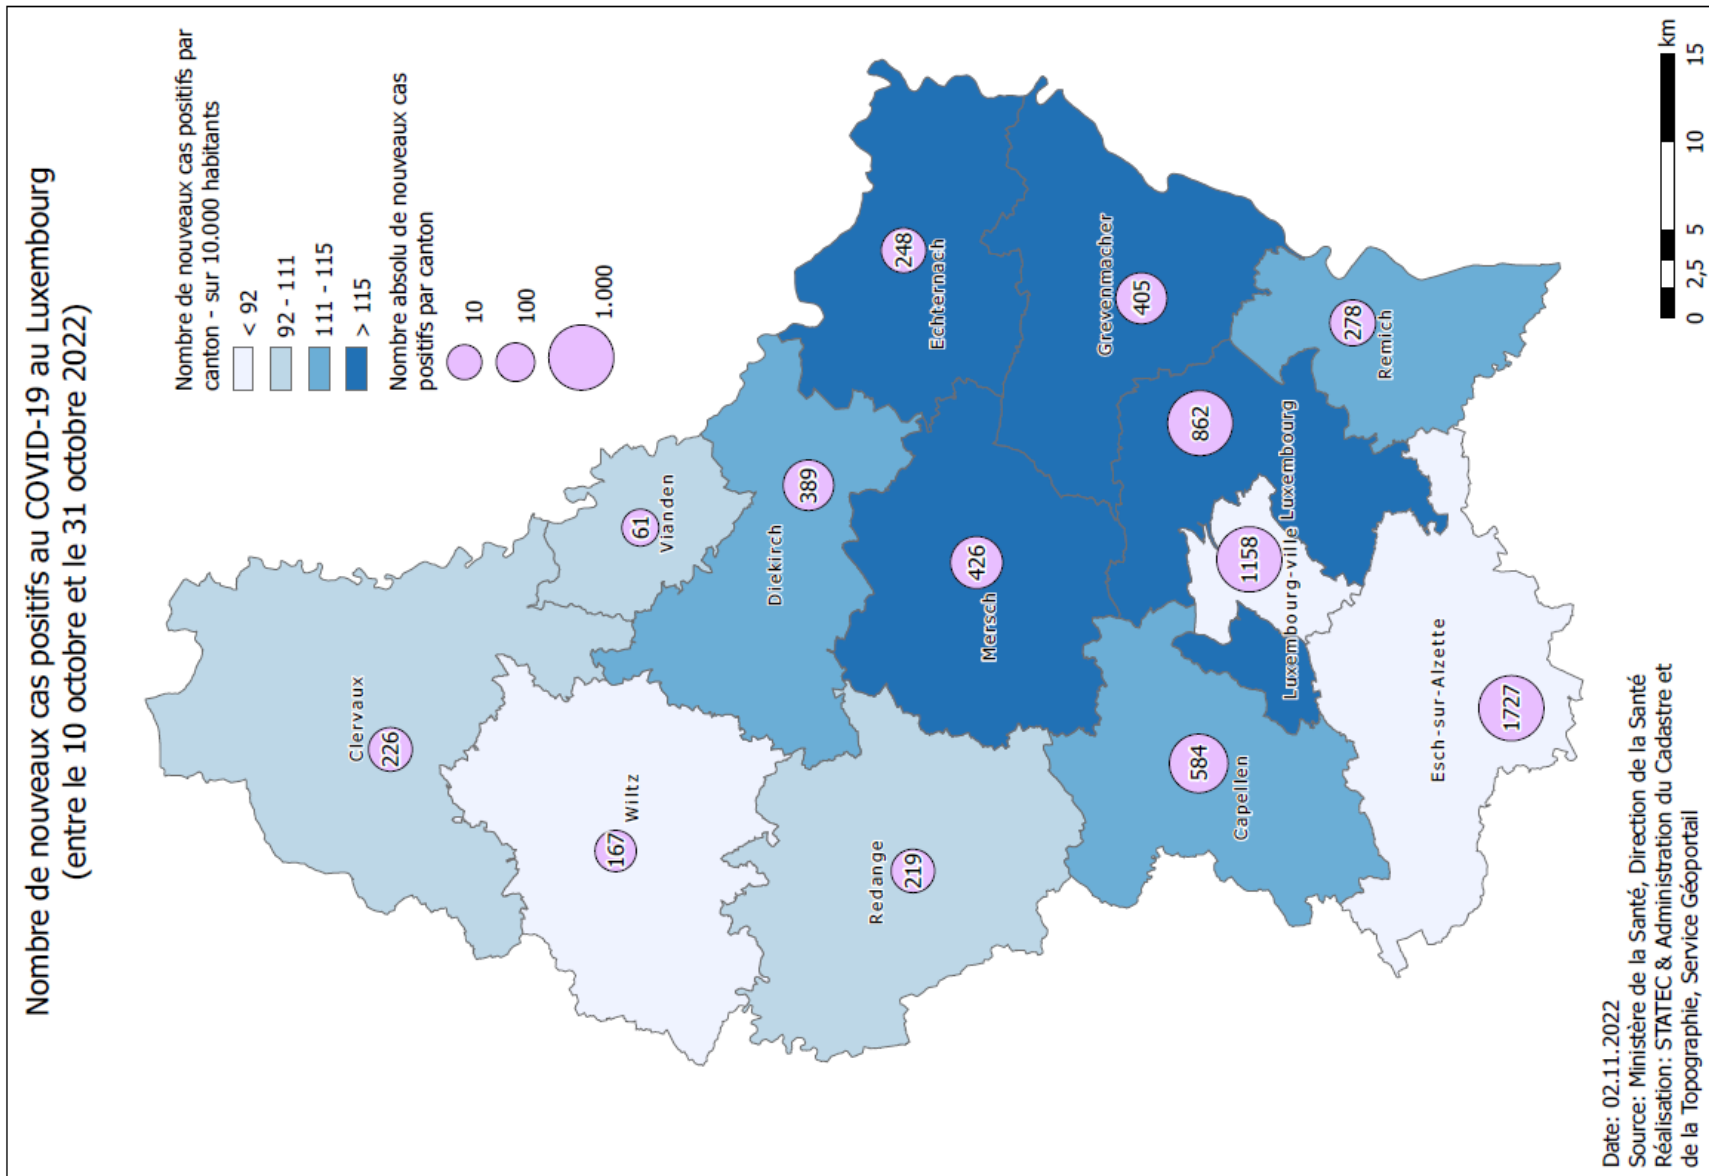 Nombre de nouveaux cas positifs au COVID-19 au Luxembourg
(entre le 10 octobre et le 31 octobre 2022)
Nombre de nouveaux cas positifs par
canton - sur 10.000 habitants
< 92
92 - 111
111 - 115
> 115
Nombre absolu de nouveaux cas
positifs par canton
10
100
1.000
Clervaux
226
167
Wiltz
61
Vianden
Diekirch
389
Redange
219
Mersch
426
248
Echternach
Grevenmacher
405
584
Capellen
862
1158
Luxembourg-ville Luxembourg
278
Remich
Esch-sur-Alzette
1727
0 2,5 5 10 15
km
Date: 02.11.2022
Source: Ministère de la Santé, Direction de la Santé
Réalisation: STATEC & Administration du Cadastre et
de la Topographie, Service Géoportail